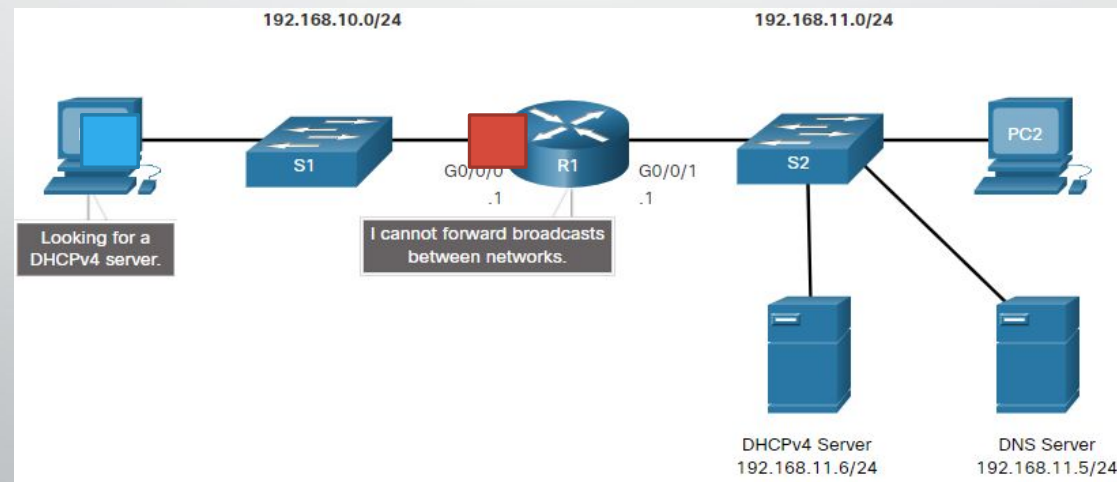 192.168.10.0/24
192.168.11.0/24
S1
R1
S2
PC2
G0/0/0
.1
G0/0/1
.1
Looking for a
DHCPv4 server.
I cannot forward broadcasts
between networks.
DHCPv4 Server
192.168.11.6/24
DNS Server
192.168.11.5/24